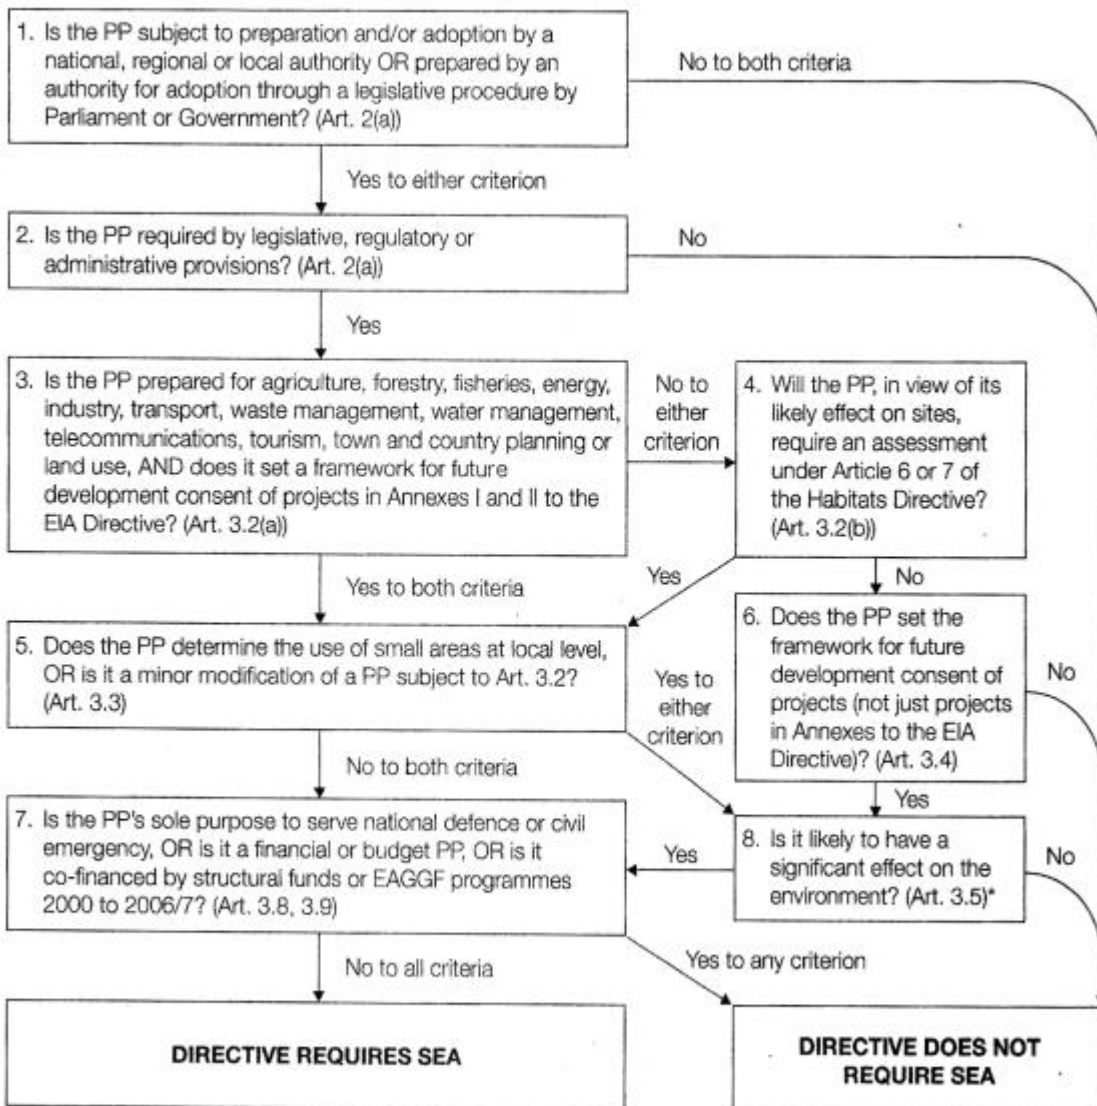 1. Is the PP subject to preparation and/or adoption by a
national, regional or local authority OR prepared by an
authority for adoption through a legislative procedure by
Parliament or Government? (Art. 2(a))
No to both criteria
Yes to either criterion
2. Is the PP required by legislative, regulatory or
administrative provisions? (Art. 2(a))
No
Yes
3. Is the PP prepared for agriculture, forestry, fisheries, energy,
industry, transport, waste management, water management,
telecommunications, tourism, town and country planning or
land use, AND does it set a framework for future
development consent of projects in Annexes I and II to the
EIA Directive? (Art. 3.2(a))
No to
either
criterion
4. Will the PP, in view of its
likely effect on sites,
require an assessment
under Article 6 or 7 of
the Habitats Directive?
(Art. 3.2(b))
Yes to both criteria
Yes
No
5. Does the PP determine the use of small areas at local level,
OR is it a minor modification of a PP subject to Art. 3.2?
(Art. 3.3)
Yes to
either
criterion
6. Does the PP set the
framework for future
development consent of
projects (not just projects
in Annexes to the EIA
Directive)? (Art. 3.4)
No
No to both criteria
Yes
7. Is the PP's sole purpose to serve national defence or civil
emergency, OR is it a financial or budget PP, OR is it
co-financed by structural funds or EAGGF programmes
2000 to 2006/7? (Art. 3.8, 3.9)
Yes
8. Is it likely to have a
significant effect on the
environment? (Art. 3.5)*
No
No to all criteria
Yes to any criterion
DIRECTIVE REQUIRES SEA
DIRECTIVE DOES NOT
REQUIRE SEA